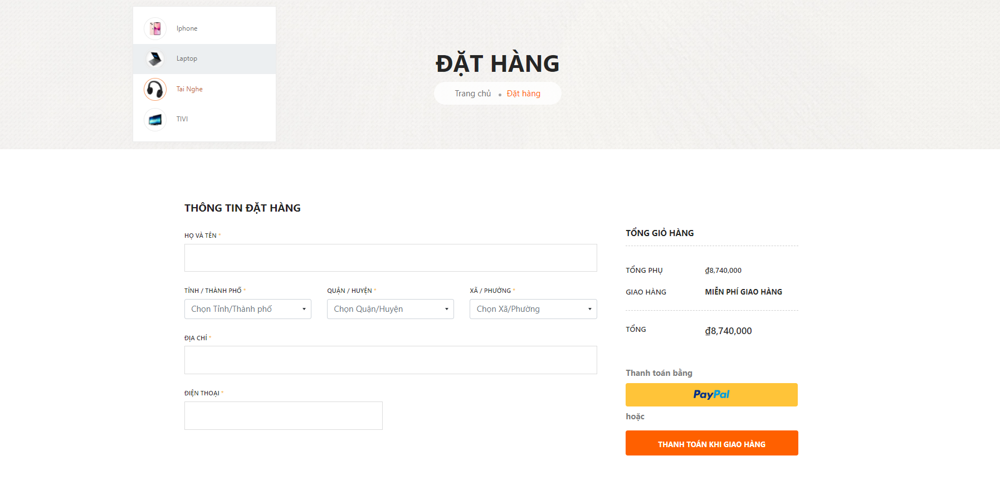 Iphone
Laptop
Tai Nghe
TIVI
ĐẶT HÀNG
Trang chủ Đặt hàng
THÔNG TIN ĐẶT HÀNG
HỌ VÀ TÊN *
TỈNH / THÀNH PHỐ * QUẬN / HUYỆN * XÃ / PHƯỜNG *
Chọn Tỉnh/Thành phố Chọn Quận/Huyện Chọn Xã/Phường
ĐỊA CHỈ *
ĐIỆN THOẠI *
TỔNG GIỎ HÀNG
TỔNG PHỤ ₫8,740,000
GIAO HÀNG MIỄN PHÍ GIAO HÀNG
TỔNG ₫8,740,000
Thanh toán bằng
PayPal
hoặc
THANH TOÁN KHI GIAO HÀNG